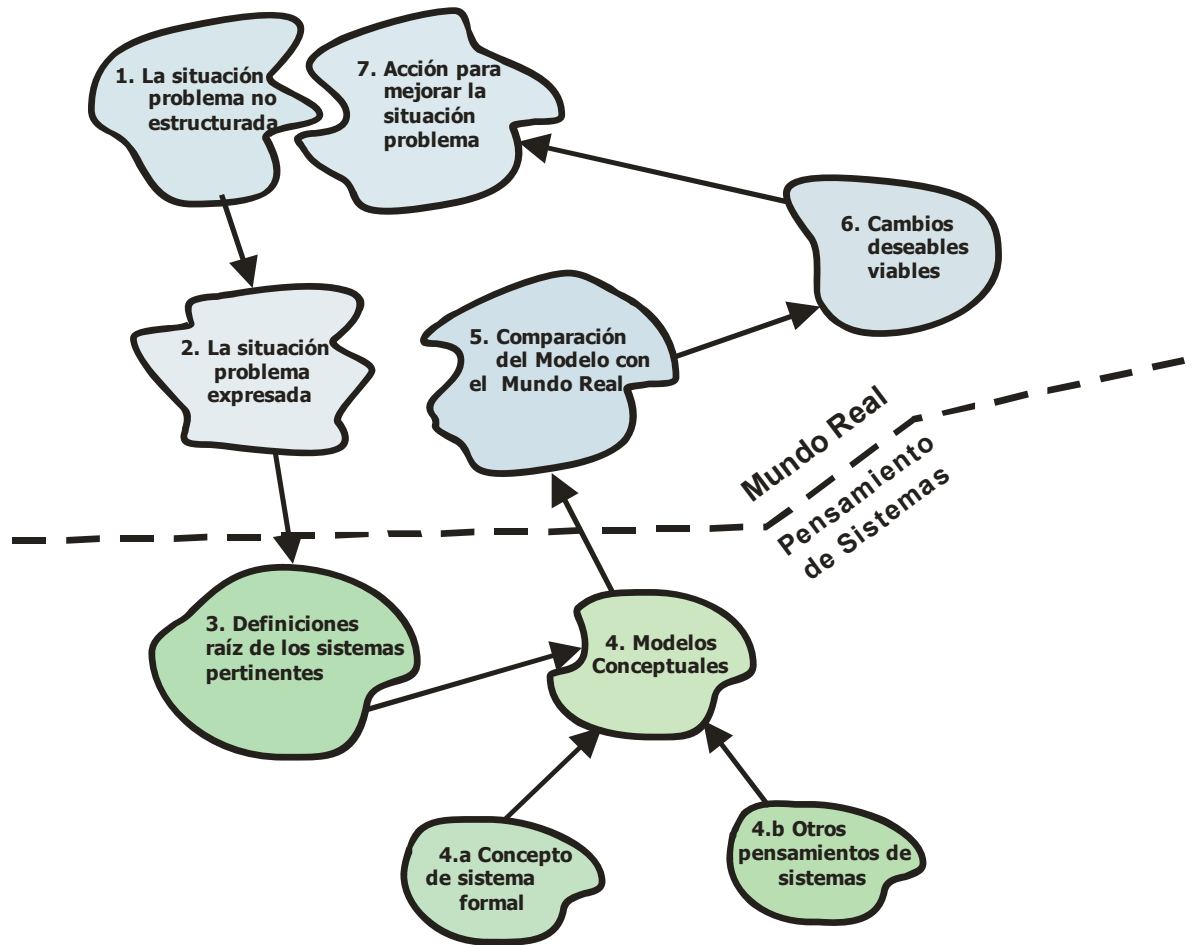 1. La situación
problema no
estructurada
7. Acción para
mejorar la
situación
problema
6. Cambios
deseables
viables
2. La situación
problema
expresada
5. Comparación
del Modelo con
el Mundo Real
Mundo Real
Pensamiento
de Sistemas
3. Definiciones
raíz de los sistemas
pertinentes
4. Modelos
Conceptuales
4.a Concepto
de sistema
formal
4.b Otros
pensamientos de
sistemas